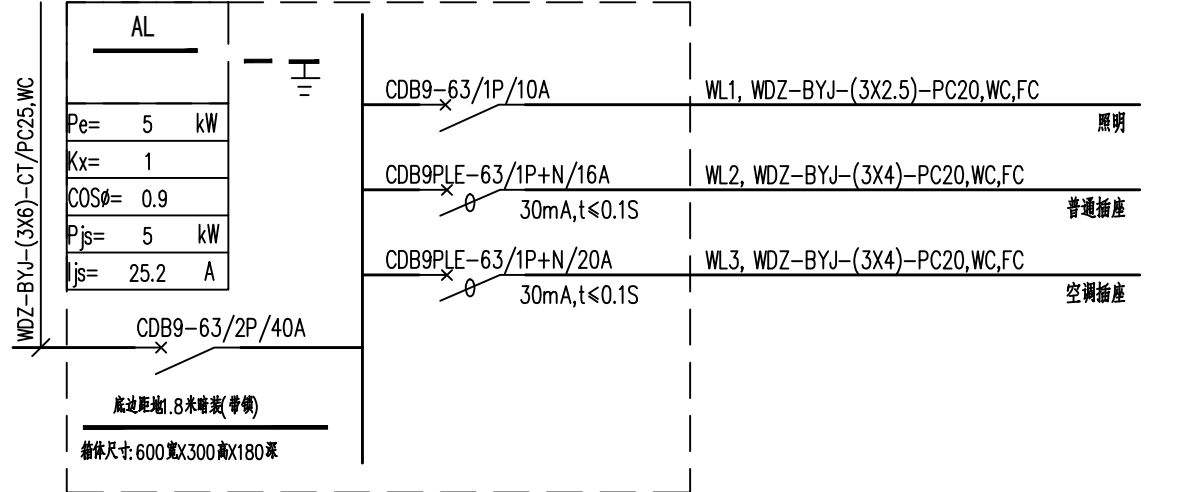 AL
Pe= 5 kW
Kx= 1
COSø= 0.9
Pjs= 5 kW
Ijs= 25.2 A
WDZ-BYJ-(3X6)-CT/PC25,WC
CDB9-63/2P/40A
底边距地1.8米暗装(带锁)
箱体尺寸:600宽X300高X180深
CDB9-63/1P/10A
WL1, WDZ-BYJ-(3X2.5)-PC20,WC,FC
照明
CDB9PLE-63/1P+N/16A
30mA,t≤0.1S
WL2, WDZ-BYJ-(3X4)-PC20,WC,FC
普通插座
CDB9PLE-63/1P+N/20A
30mA,t≤0.1S
WL3, WDZ-BYJ-(3X4)-PC20,WC,FC
空调插座